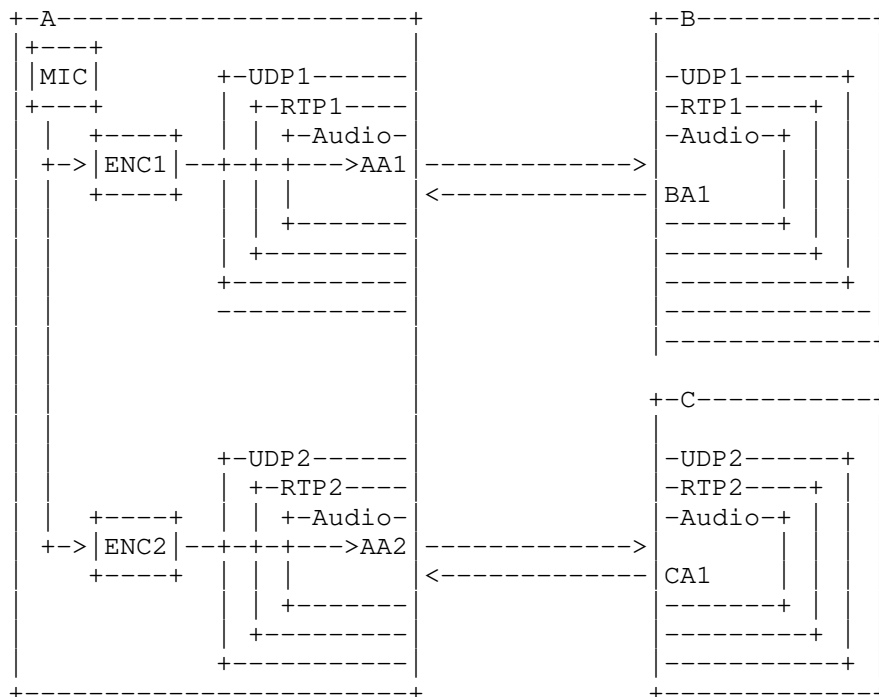 +-A-------------------------+              +-B-------------
|+----+                     |              |
||MIC|       +-UDP1------|              |-UDP1------+
|+----+      | +-RTP1----|              |-RTP1----+ |
|  |  +----+ | | +-Audio-|              |-Audio-+ | |
|  +->|ENC1|--+-+-+--->AA1|------------->|       | | |
|  |  +----+ | | |       |<-------------|BA1    | | |
|  |         | | +-------|              |-------+ | |
|  |         | +---------|              |---------+ |
|  |         +-----------|              |-----------+
|  |         ------------|              |-------------
|  |                     |              |--------------
|  |                     |
|  |                     |              +-C-------------
|  |                     |              |
|  |         +-UDP2------|              |-UDP2------+
|  |         | +-RTP2----|              |-RTP2----+ |
|  |  +----+ | | +-Audio-|              |-Audio-+ | |
|  +->|ENC2|--+-+-+--->AA2|------------->|       | | |
|     +----+ | | |       |<-------------|CA1    | | |
|            | | +-------|              |-------+ | |
|            | +---------|              |---------+ |
|            +-----------|              |-----------+
+-------------------------+              +--------------